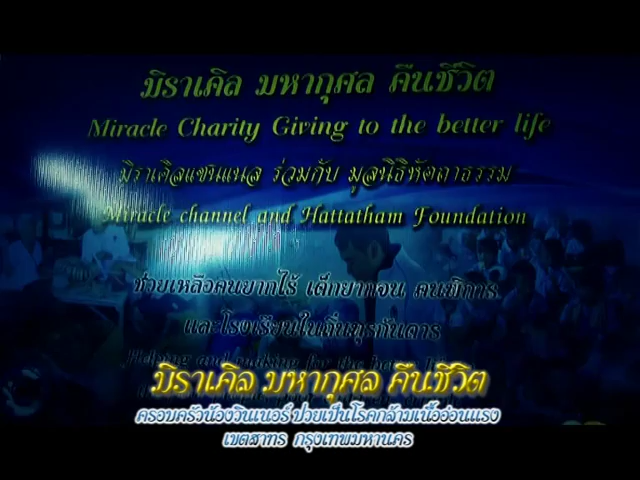 มิราเคิล มหากุศล คืนชีวิต
Miracle Charity Giving to the better life
มิราเคิลแชนแนล ร่วมกับ มูลนิธิหัตถาธรรม
Miracle channel and Hattatham Foundation
ช่วยเหลือคนยากไร้ เด็กยากจน คนพิการ
และโรงเรียนในถิ่นทุรกันดาร
Helping and for the
มิราเคิล มหากุศล คืนชีวิต
ครอบครัวน้องวินเนอร์ ป่วยเป็นโรคกล้ามเนื้ออ่อนแรง
เขตสาทร กรุงเทพมหานคร